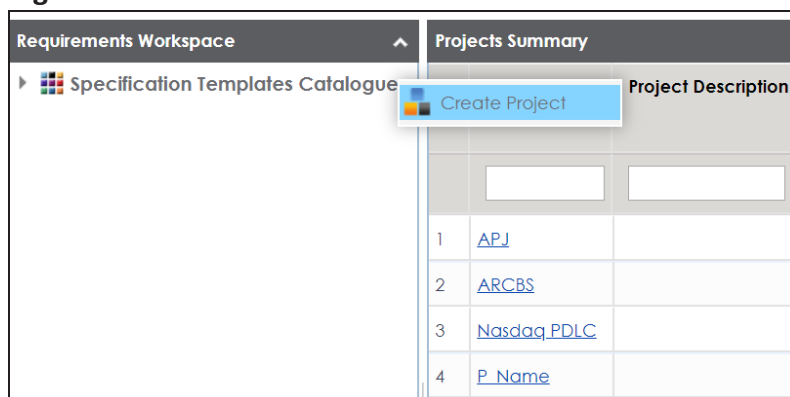 Requirements Workspace
Projects Summary
Specification Templates Catalogue
Create Project
Project Description
1 APJ
2 ARCBS
3 Nasdaq PDLC
4 P_Name